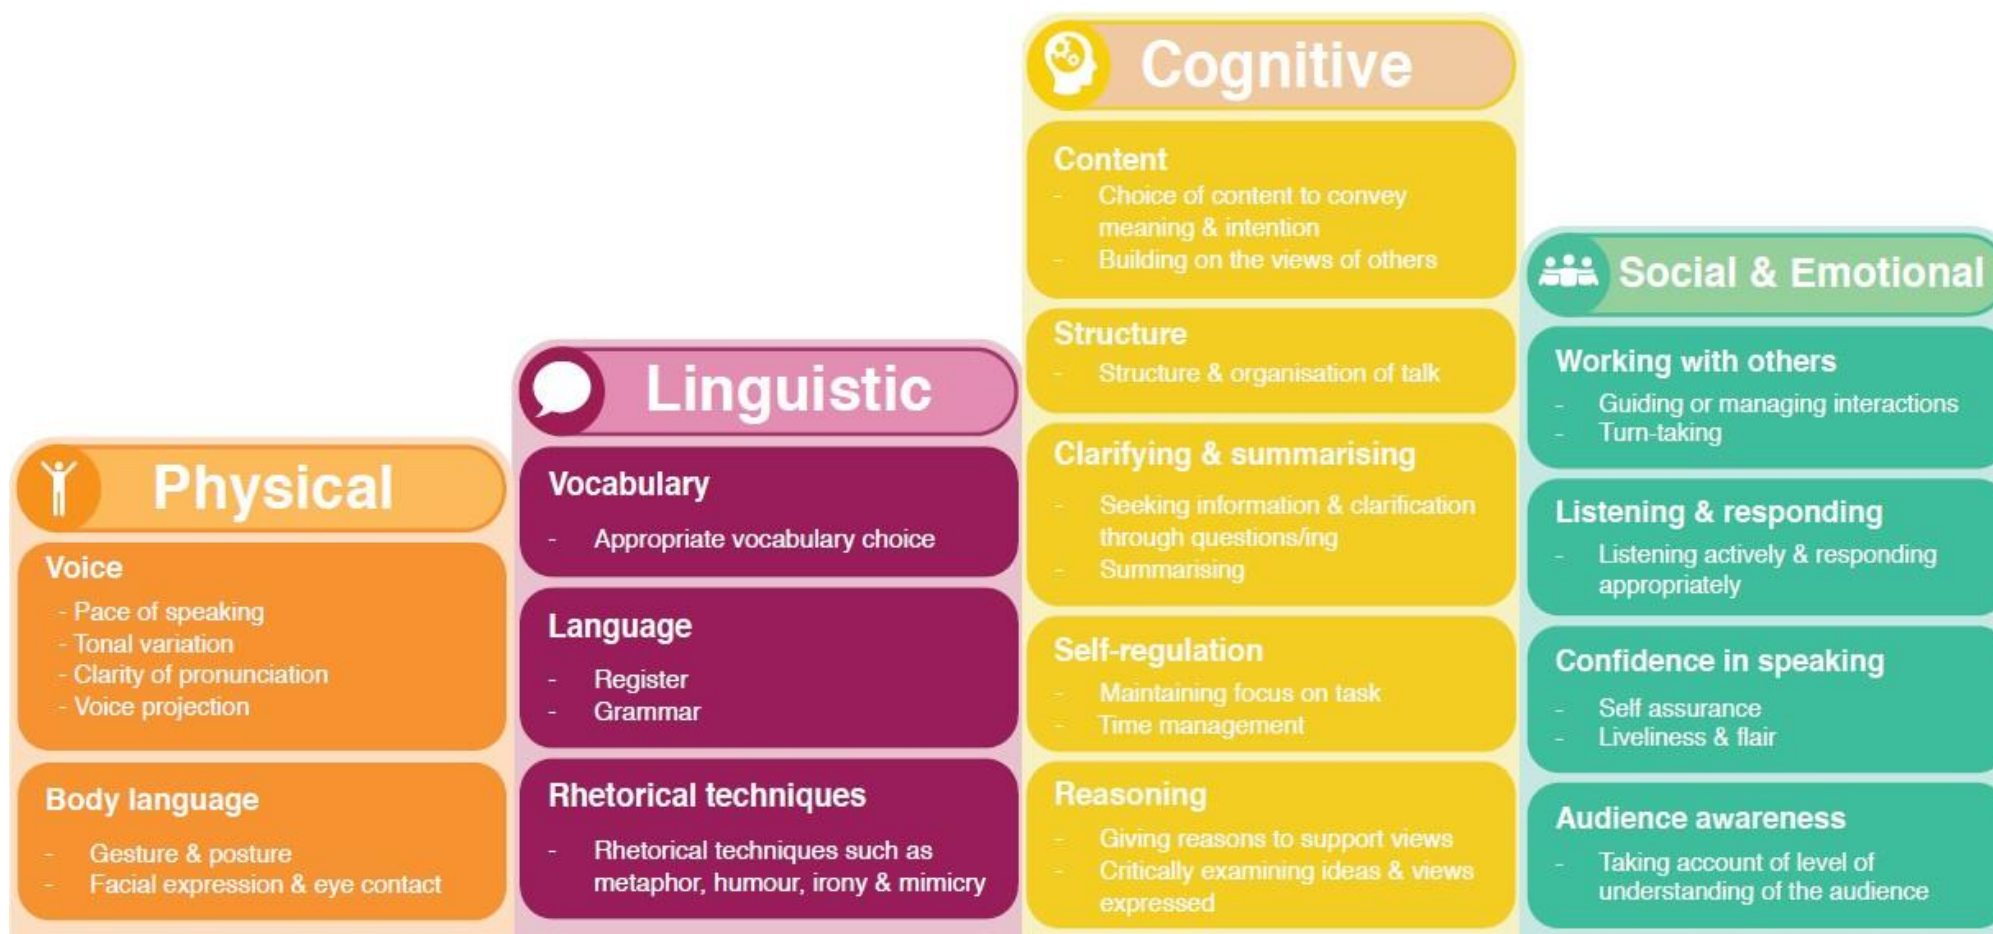 Physical
Voice
- Pace of speaking
- Tonal variation
- Clarity of pronunciation
- Voice projection
Body language
- Gesture & posture
- Facial expression & eye contact
Linguistic
Vocabulary
- Appropriate vocabulary choice
Language
- Register
- Grammar
Rhetorical techniques
- Rhetorical techniques such as
metaphor, humour, irony & mimicry
Cognitive
Content
- Choice of content to convey
meaning & intention
- Building on the views of others
Structure
- Structure & organisation of talk
Clarifying & summarising
- Seeking information & clarification
through questions/ing
- Summarising
Self-regulation
- Maintaining focus on task
- Time management
Reasoning
- Giving reasons to support views
- Critically examining ideas & views
expressed
Social & Emotional
Working with others
- Guiding or managing interactions
- Turn-taking
Listening & responding
- Listening actively & responding
appropriately
Confidence in speaking
- Self assurance
- Liveliness & flair
Audience awareness
- Taking account of level of
understanding of the audience